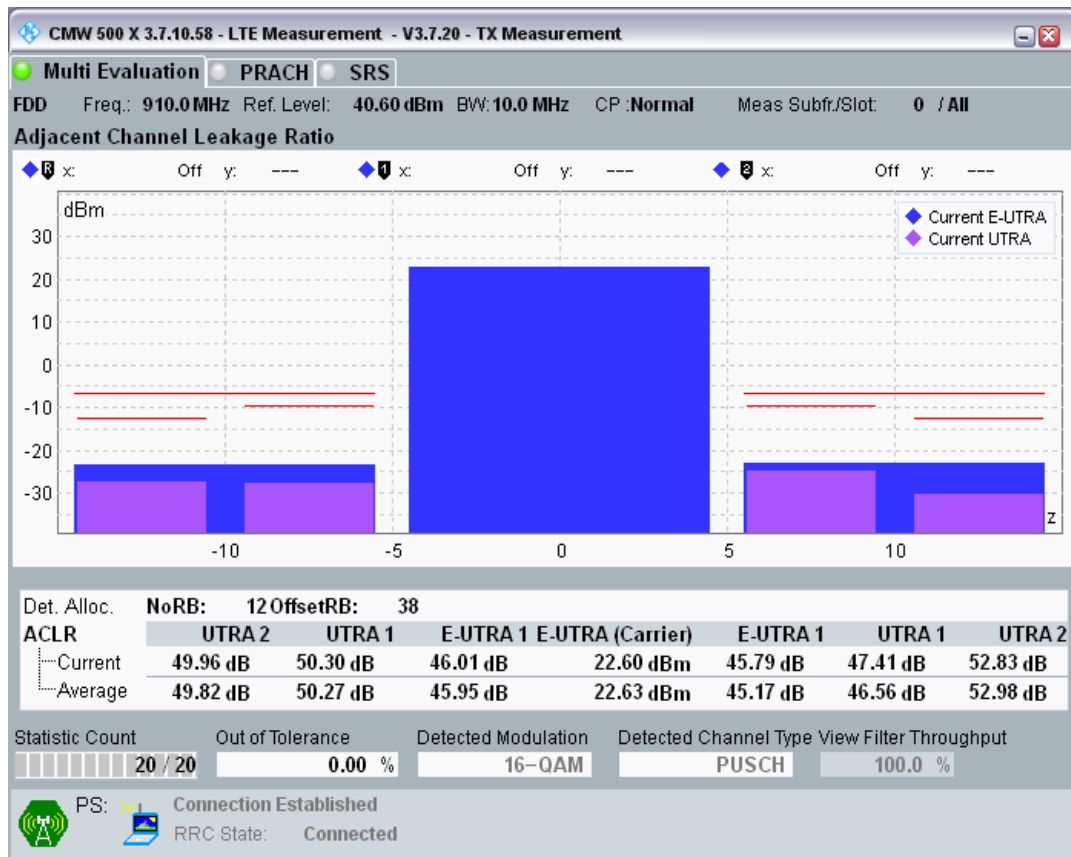 CMW 500 X 3.7.10.58 - LTE Measurement - V3.7.20 - TX Measurement
Multi Evaluation PRACH SRS
FDD Freq.: 910.0 MHz Ref. Level: 40.60 dBm BW: 10.0 MHz CP :Normal Meas Subfr./Slot: 0 / All
Adjacent Channel Leakage Ratio
R x: Off y: --- 1 x: Off y: --- 2 x: Off y: ---
dBm
Current E-UTRA
Current UTRA
30
20
10
0
-10
-20
-30
z
-10 -5 0 5 10
Det. Alloc. NoRB: 12 OffsetRB: 38
ACLR UTRA 2 UTRA 1 E-UTRA 1 E-UTRA (Carrier) E-UTRA 1 UTRA 1 UTRA 2
Current 49.96 dB 50.30 dB 46.01 dB 22.60 dBm 45.79 dB 47.41 dB 52.83 dB
Average 49.82 dB 50.27 dB 45.95 dB 22.63 dBm 45.17 dB 46.56 dB 52.98 dB
Statistic Count Out of Tolerance Detected Modulation Detected Channel Type View Filter Throughput
20 / 20 0.00 % 16-QAM PUSCH 100.0 %
PS: Connection Established
RRC State: Connected